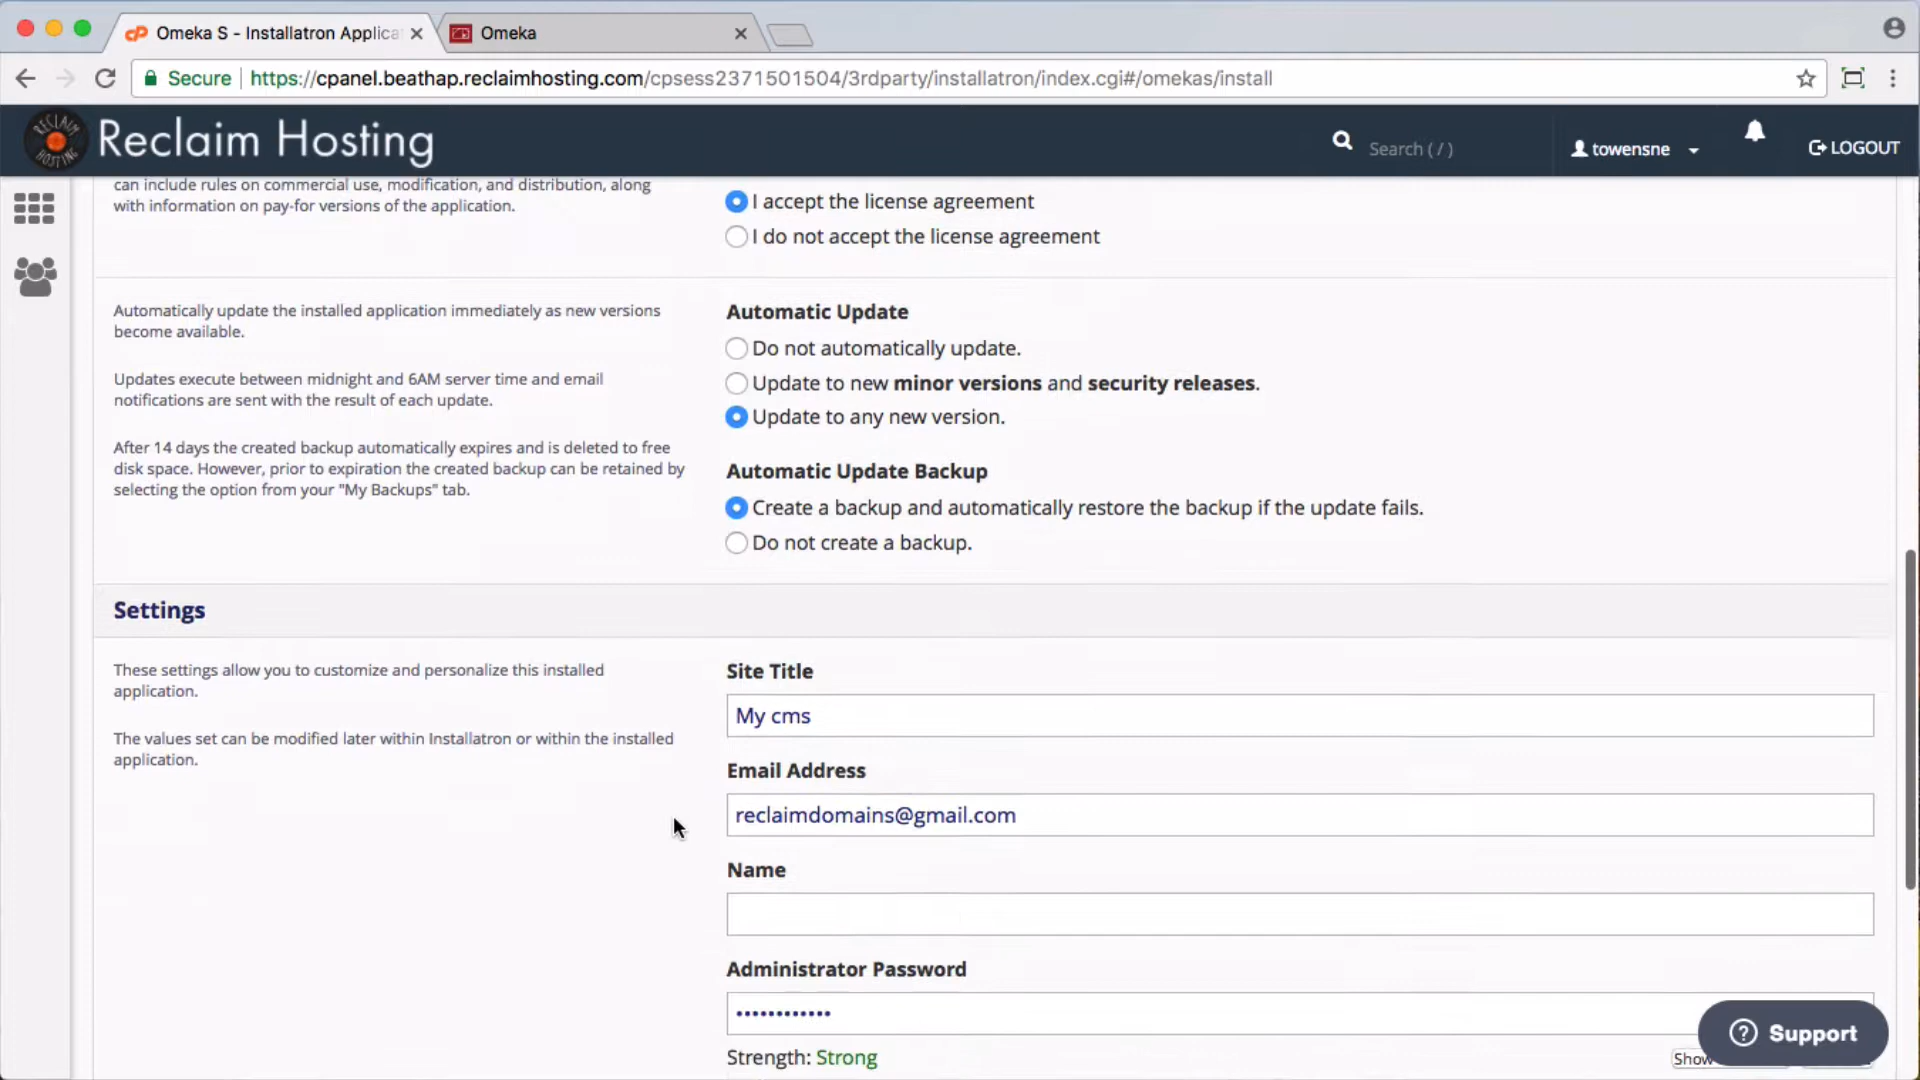 Omeka S - Installatron Applica
Omeka
Secure
https://cpanel.beathap.reclaimhosting.com/cpsess2371501504/3rdparty/installatron/index.cgi#/omekas/install
RECLAIM HOSTING
Reclaim Hosting
Search ( / )
towensne
LOGOUT
can include rules on commercial use, modification, and distribution, along
with information on pay-for versions of the application.
I accept the license agreement
I do not accept the license agreement
Automatically update the installed application immediately as new versions
become available.
Updates execute between midnight and 6AM server time and email
notifications are sent with the result of each update.
After 14 days the created backup automatically expires and is deleted to free
disk space. However, prior to expiration the created backup can be retained by
selecting the option from your "My Backups" tab.
Automatic Update
Do not automatically update.
Update to new minor versions and security releases.
Update to any new version.
Automatic Update Backup
Create a backup and automatically restore the backup if the update fails.
Do not create a backup.
Settings
These settings allow you to customize and personalize this installed
application.
The values set can be modified later within Installatron or within the installed
application.
Site Title
My cms
Email Address
reclaimdomains@gmail.com
Name
Administrator Password
••••••••••••
Strength: Strong
Show
Support